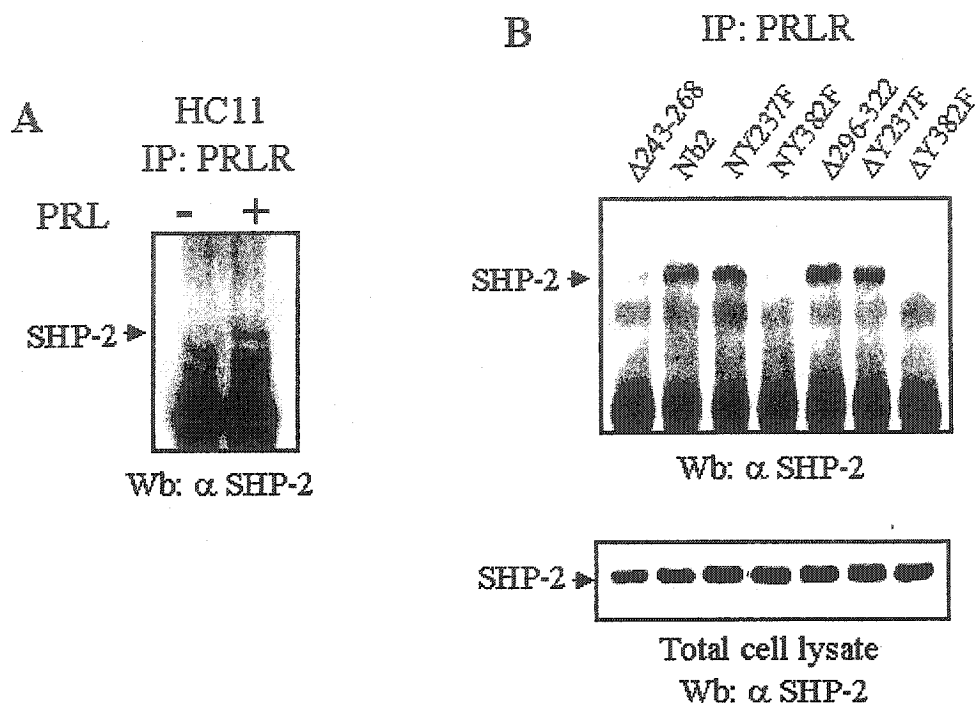 A
HC11
IP: PRLR
PRL - +
SHP-2
Wb: α SHP-2
B
IP: PRLR
Δ243-268
Nb2
NY237F
NY382F
Δ296-322
ΔY237F
ΔY382F
SHP-2
Wb: α SHP-2
SHP-2
Total cell lysate
Wb: α SHP-2